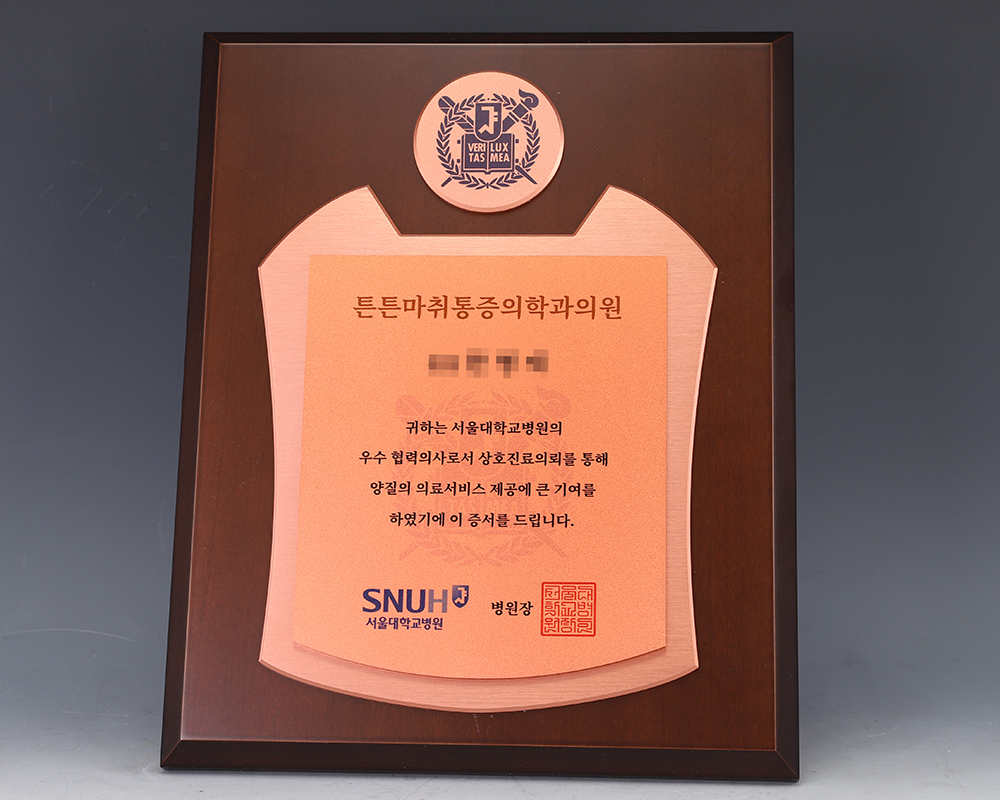 VERI LUX
TAS MEA
튼튼마취통증의학과의원
귀하는 서울대학교병원의
우수 협력의사로서 상호진료의뢰를 통해
양질의 의료서비스 제공에 큰 기여를
하였기에 이 증서를 드립니다.
SNUH
서울대학교병원
병원장